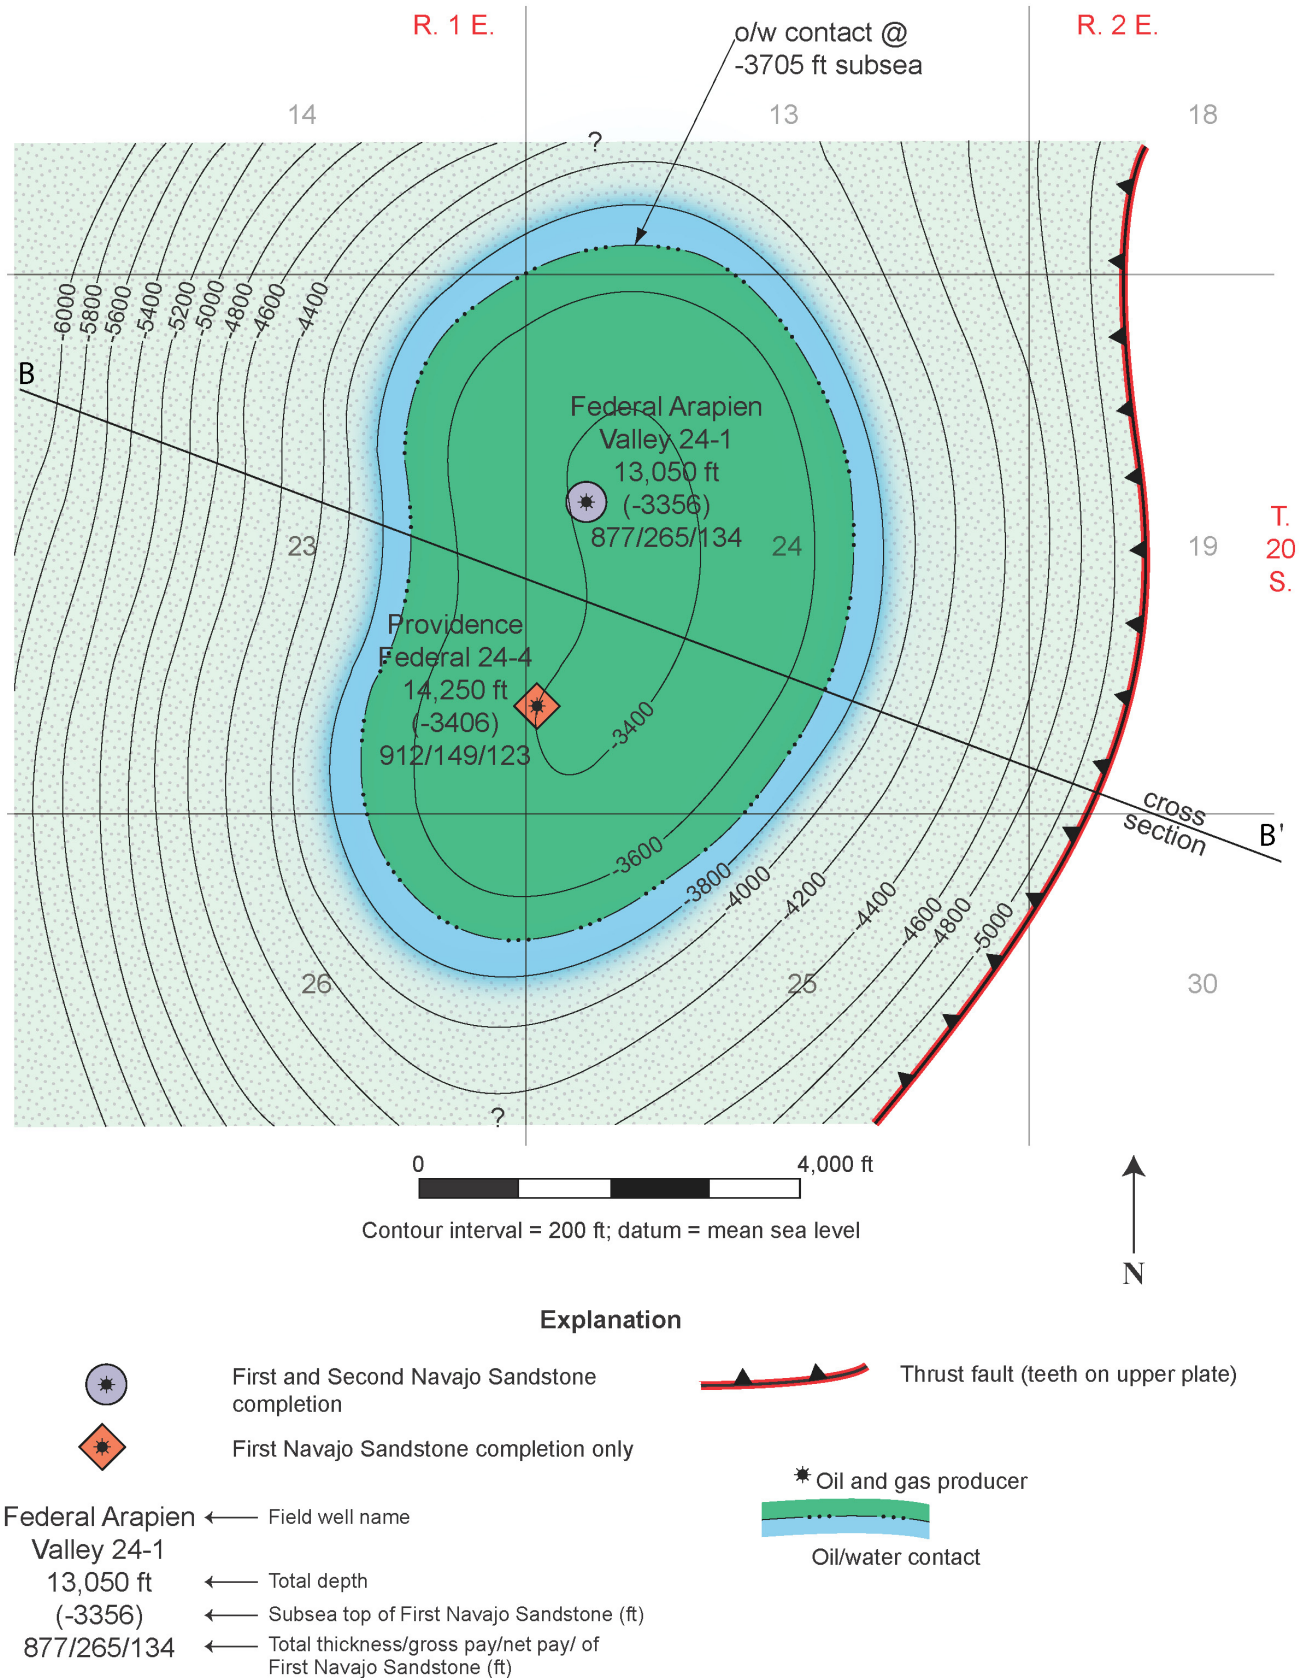 R. 1 E.
R. 2 E.
o/w contact @
-3705 ft subsea
14
13
18
?
-6000
-5800
-5600
-5400
-5200
-5000
-4800
-4600
-4400
B
Federal Arapien
Valley 24-1
13,050 ft
(-3356)
877/265/134
23
24
19
T.
20
S.
Providence
Federal 24-4
14,250 ft
(-3406)
912/149/123
-3400
cross
section
B'
-3600
-3800
-4000
-4200
-4400
-4600
-4800
-5000
26
25
30
?
0
4,000 ft
Contour interval = 200 ft; datum = mean sea level
N
Explanation
First and Second Navajo Sandstone
completion
Thrust fault (teeth on upper plate)
First Navajo Sandstone completion only
Oil and gas producer
Oil/water contact
Federal Arapien
Valley 24-1
Field well name
13,050 ft
Total depth
(-3356)
Subsea top of First Navajo Sandstone (ft)
877/265/134
Total thickness/gross pay/net pay/ of
First Navajo Sandstone (ft)